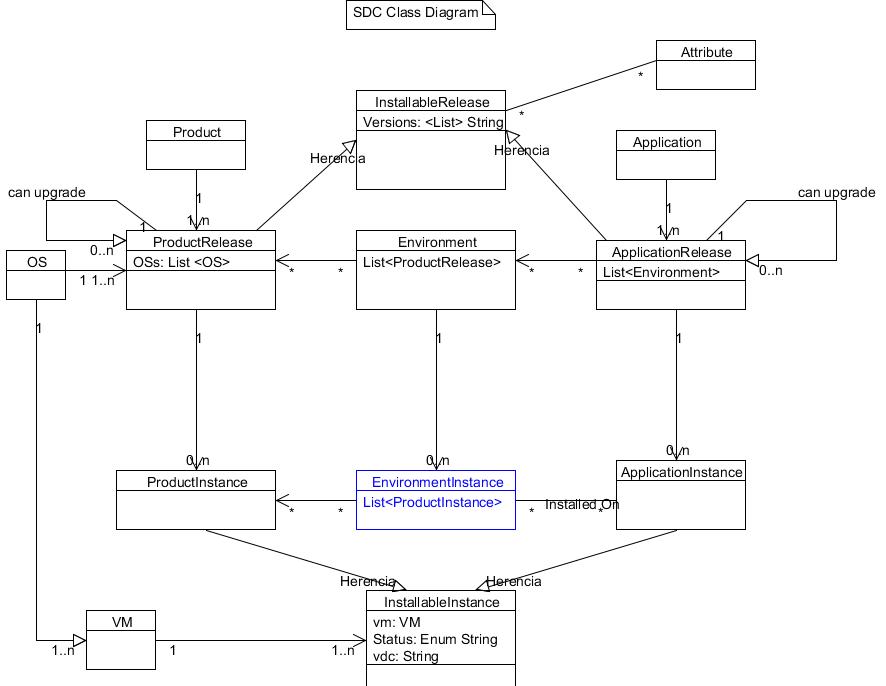 SDC Class Diagram
Attribute
*
InstallableRelease
Versions: <List> String
*
Product
Application
Herencia
Herencia
can upgrade
can upgrade
1
1
1..n
1..n
1
1
ProductRelease
OSs: List <OS>
Environment
List<ProductRelease>
ApplicationRelease
List<Environment>
0..n
OS
* *
* *
0..n
1 1..n
1
1
1
1
0..n
0..n
0..n
ProductInstance
EnvironmentInstance
List<ProductInstance>
ApplicationInstance
* *
* Installed On *
Herencia
Herencia
InstallableInstance
vm: VM
Status: Enum String
vdc: String
VM
1..n
1
1..n